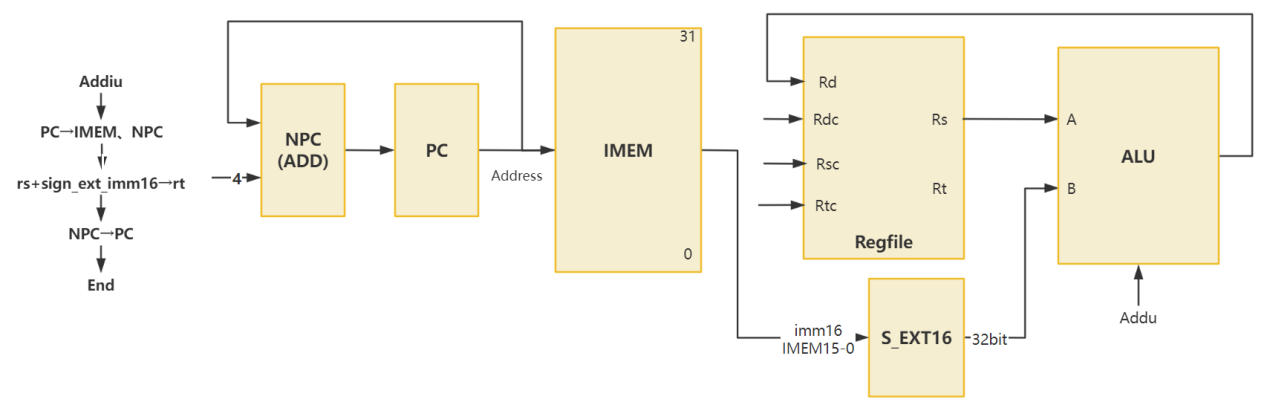 Addiu
PC→IMEM、NPC
rs+sign_ext_imm16→rt
NPC→PC
End
4
NPC
(ADD)
PC
Address
31
IMEM
0
Rd
Rdc
Rsc
Rtc
Rs
Rt
Regfile
A
B
ALU
Addu
imm16
IMEM15-0
S_EXT16
32bit